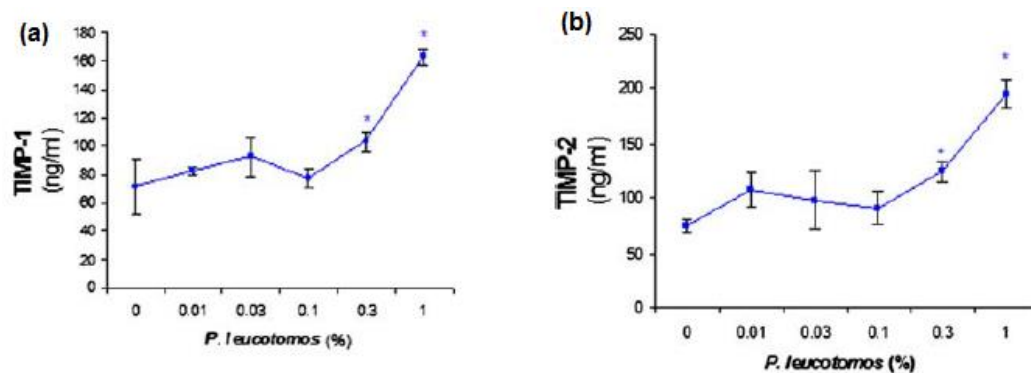 (a)
*
*
180
160
140
120
100
80
60
40
20
0
TIMP-1
(ng/ml)
0 0.01 0.03 0.1 0.3 1
P. leucotomos (%)
(b)
*
*
250
200
150
100
50
0
TIMP-2
(ng/ml)
0 0.01 0.03 0.1 0.3 1
P. leucotomos (%)